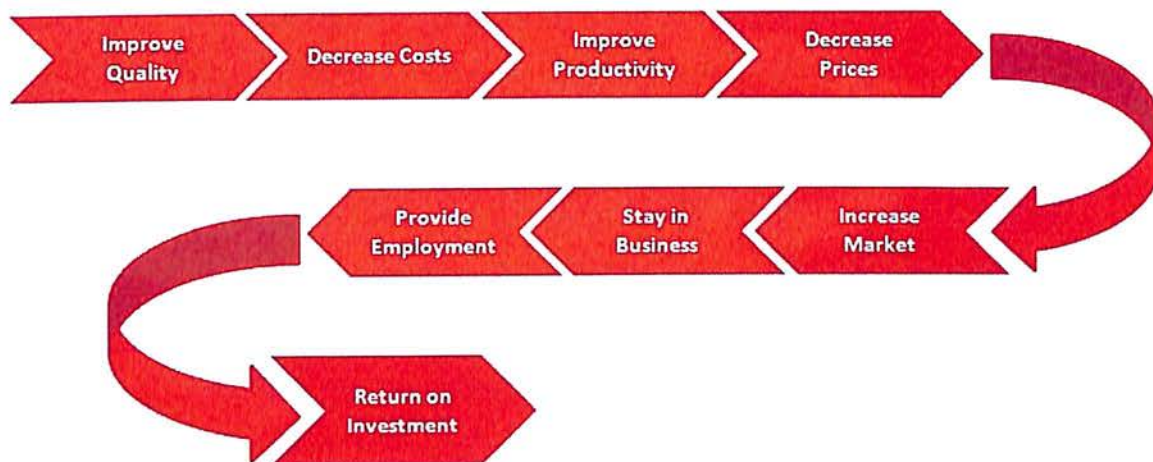 Improve
Quality
Decrease Costs
Improve
Productivity
Decrease
Prices
Increase
Market
Stay in
Business
Provide
Employment
Return on
Investment